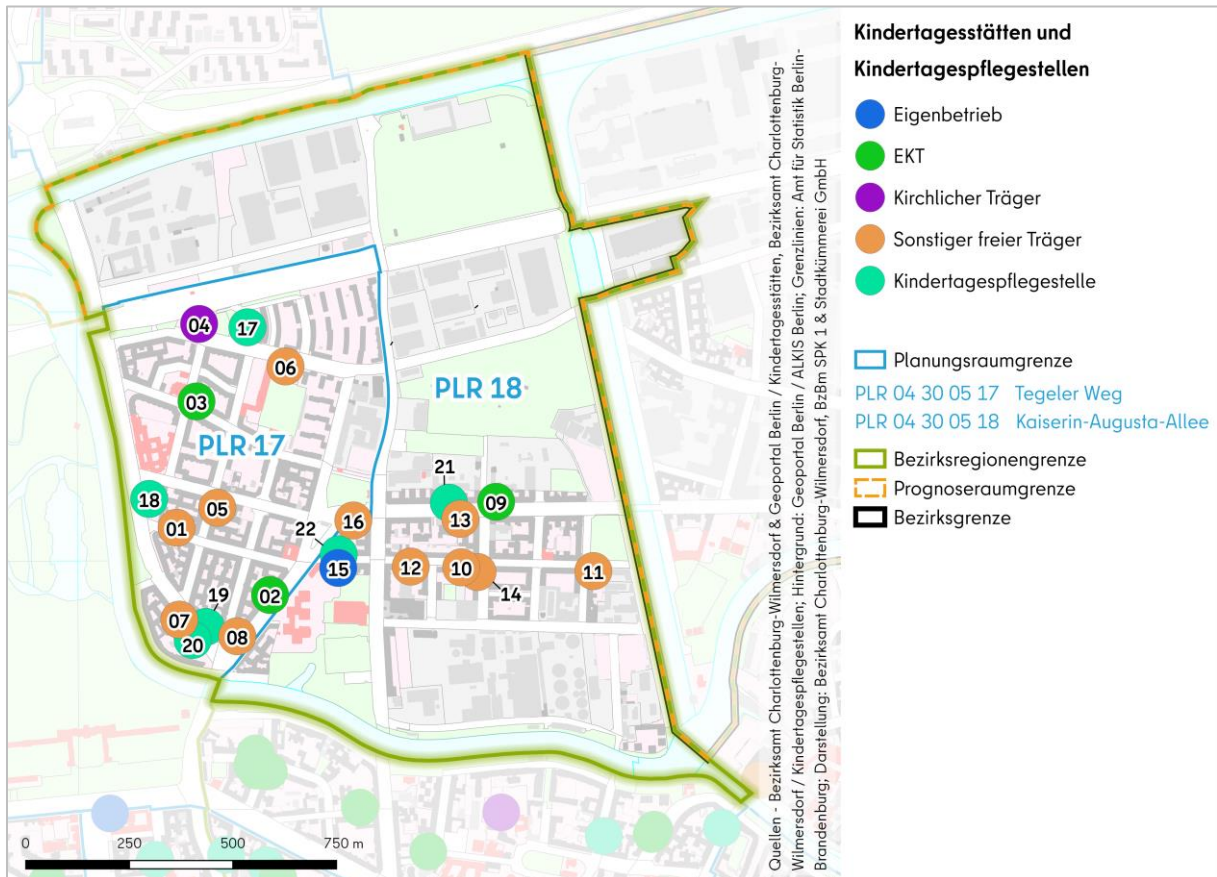 Kindertagesstätten und
Kindertagespflegestellen
Eigenbetrieb
EKT
Kirchlicher Träger
Sonstiger freier Träger
Kindertagespflegestelle
Planungsraumgrenze
PLR 04 30 05 17 Tegeler Weg
PLR 04 30 05 18 Kaiserin-Augusta-Allee
Bezirksregionengrenze
Prognoseraumgrenze
Bezirksgrenze
04
17
06
03
PLR 18
PLR 17
21
18
05
01
16
13
09
22
15
12
10
14
11
02
19
07
20
08
0 250 500 750 m
Quellen - Bezirksamt Charlottenburg-Wilmersdorf & Geoportal Berlin / Kindertagesstätten, Bezirksamt Charlottenburg-
Wilmersdorf / Kindertagespflegestellen; Hintergrund: Geoportal Berlin / ALKIS Berlin; Grenzlinien: Amt für Statistik Berlin-
Brandenburg; Darstellung: Bezirksamt Charlottenburg-Wilmersdorf, BzBm SPK 1 & Stadtkümmerei GmbH